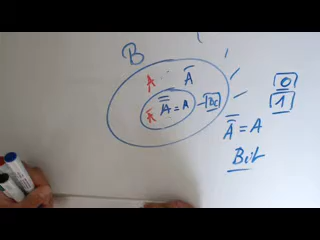 B
A Ā
Ā A̿ = A
0
1
Ā = A
Bit